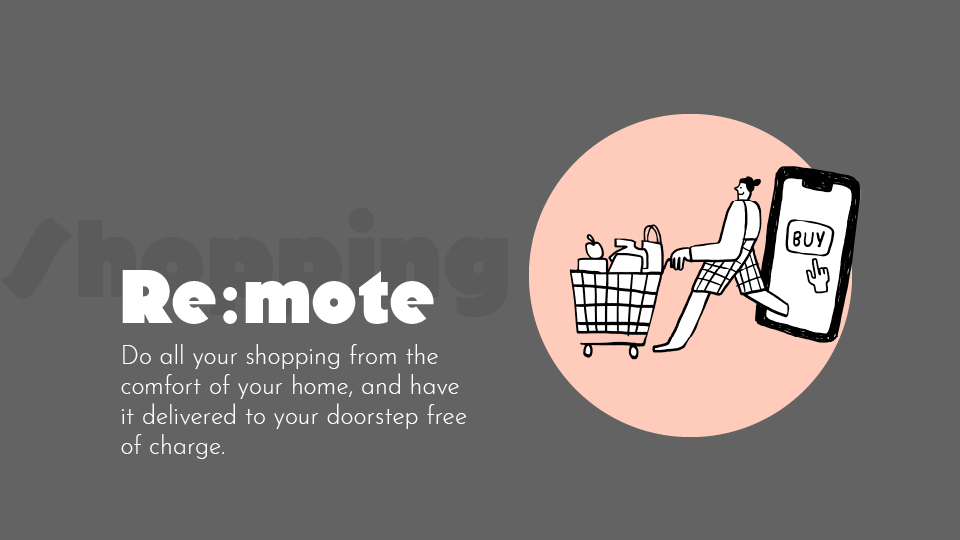 Shopping
Re:mote
Do all your shopping from the
comfort of your home, and have
it delivered to your doorstep free
of charge.
BUY